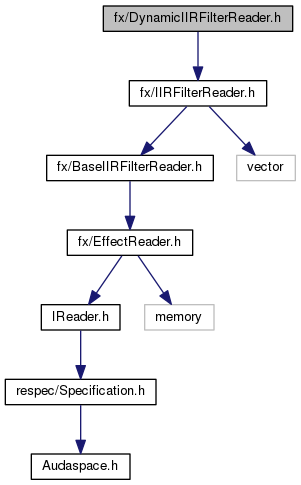 fx/DynamicIIRFilterReader.h
fx/IIRFilterReader.h
fx/BaseIIRFilterReader.h
vector
fx/EffectReader.h
IReader.h
memory
respec/Specification.h
Audaspace.h